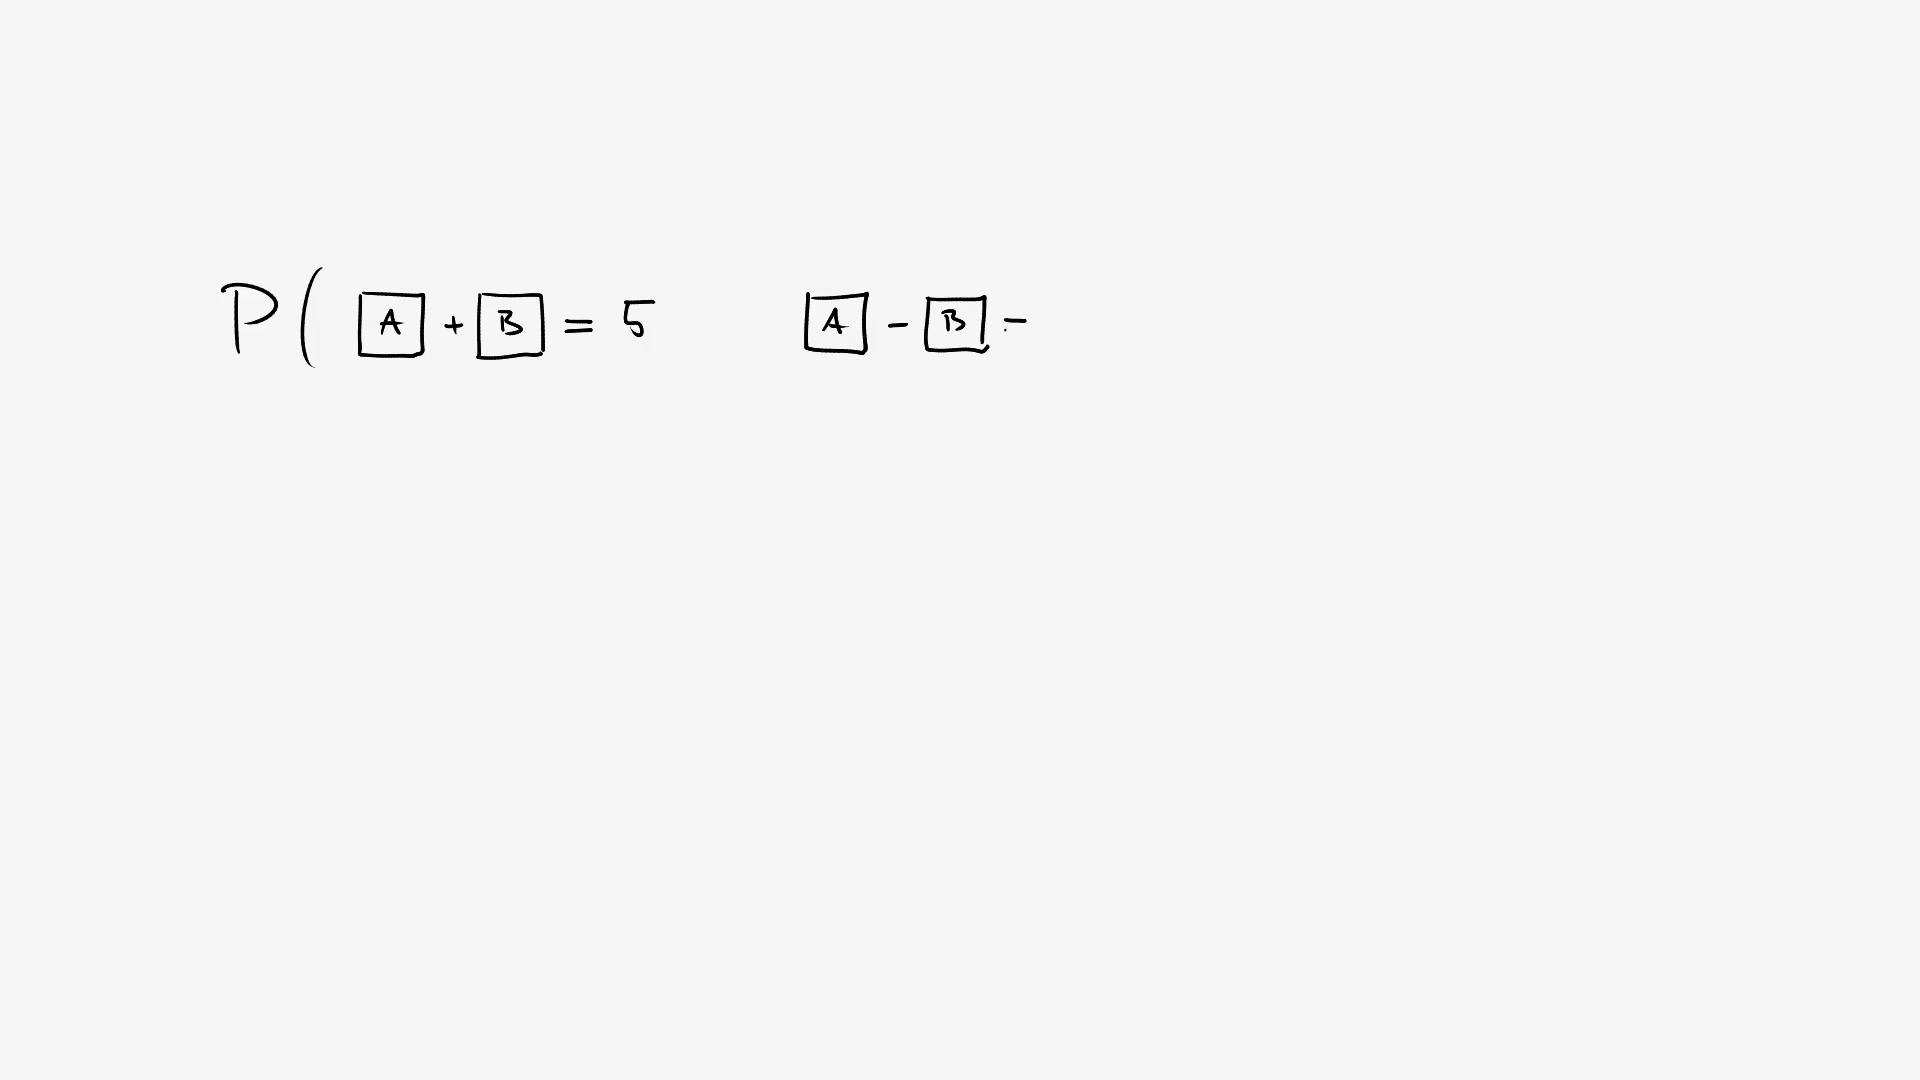 P( A + B = 5 A - B =